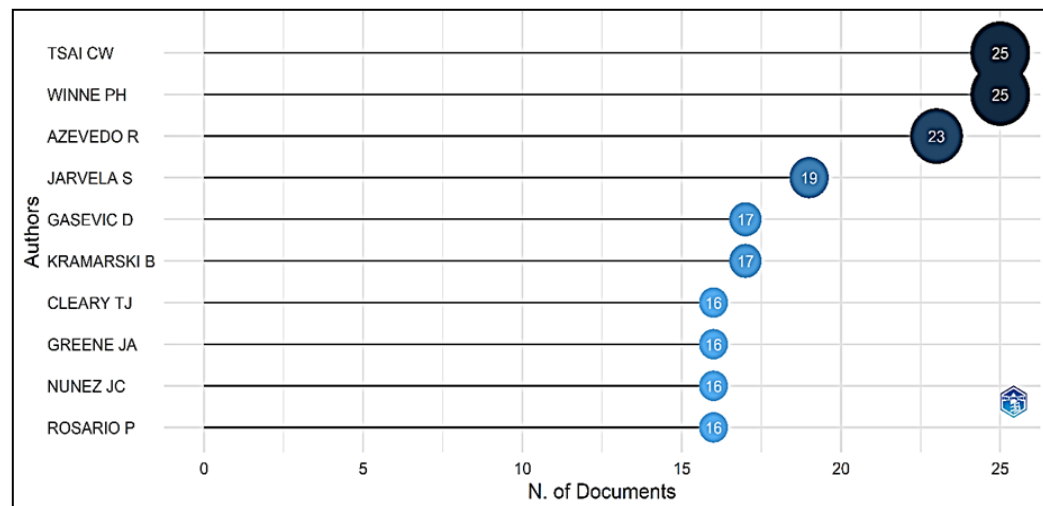 TSAI CW 25
WINNE PH 25
AZEVEDO R 23
JARVELA S 19
GASEVIC D 17
KRAMARSKI B 17
CLEARY TJ 16
GREENE JA 16
NUNEZ JC 16
ROSARIO P 16
Authors
0 5 10 15 20 25
N. of Documents